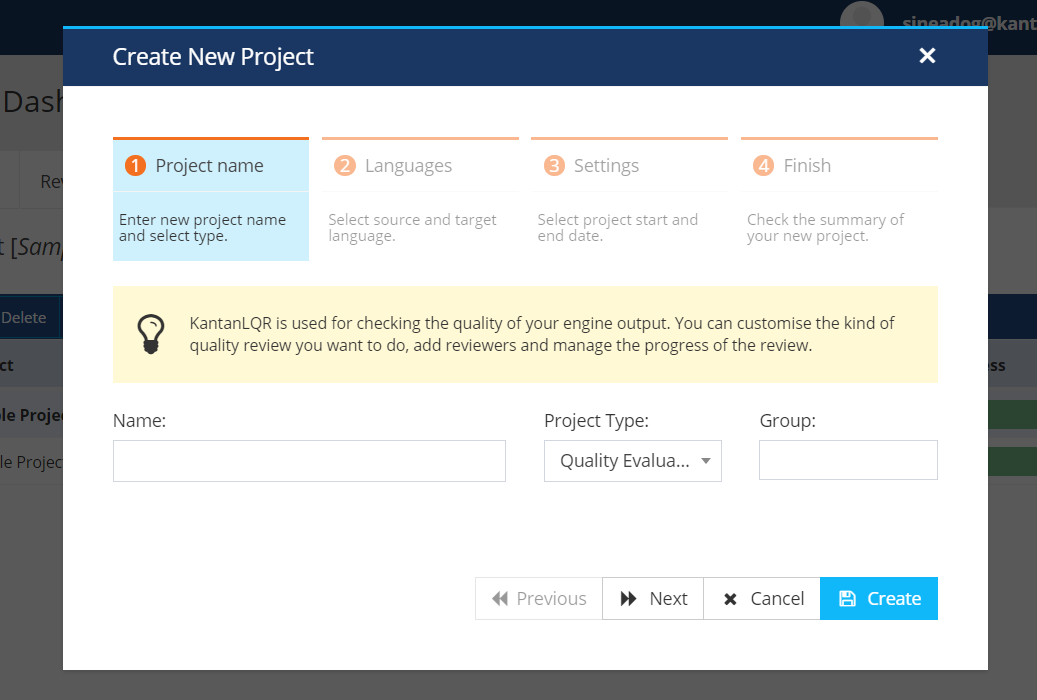 sineadog@kant
Create New Project
Dash
1 Project name
2 Languages
3 Settings
4 Finish
Rev
Enter new project name
and select type.
Select source and target
language.
Select project start and
end date.
Check the summary of
your new project.
t [Samp
Delete
KantanLQR is used for checking the quality of your engine output. You can customise the kind of
quality review you want to do, add reviewers and manage the progress of the review.
ct
ss
le Projec
Name:
Project Type:
Group:
le Project
Quality Evalua...
Previous
Next
Cancel
Create